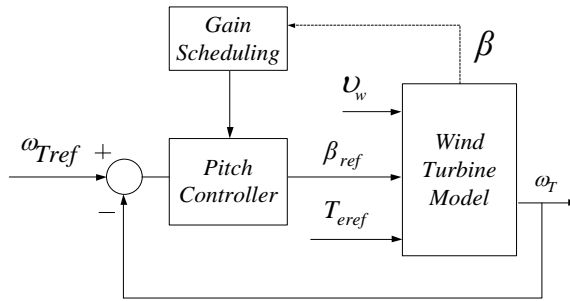 Gain
Scheduling
β
υw
ωTref
+
Pitch
Controller
βref
Wind
Turbine
Model
ωT
−
Teref